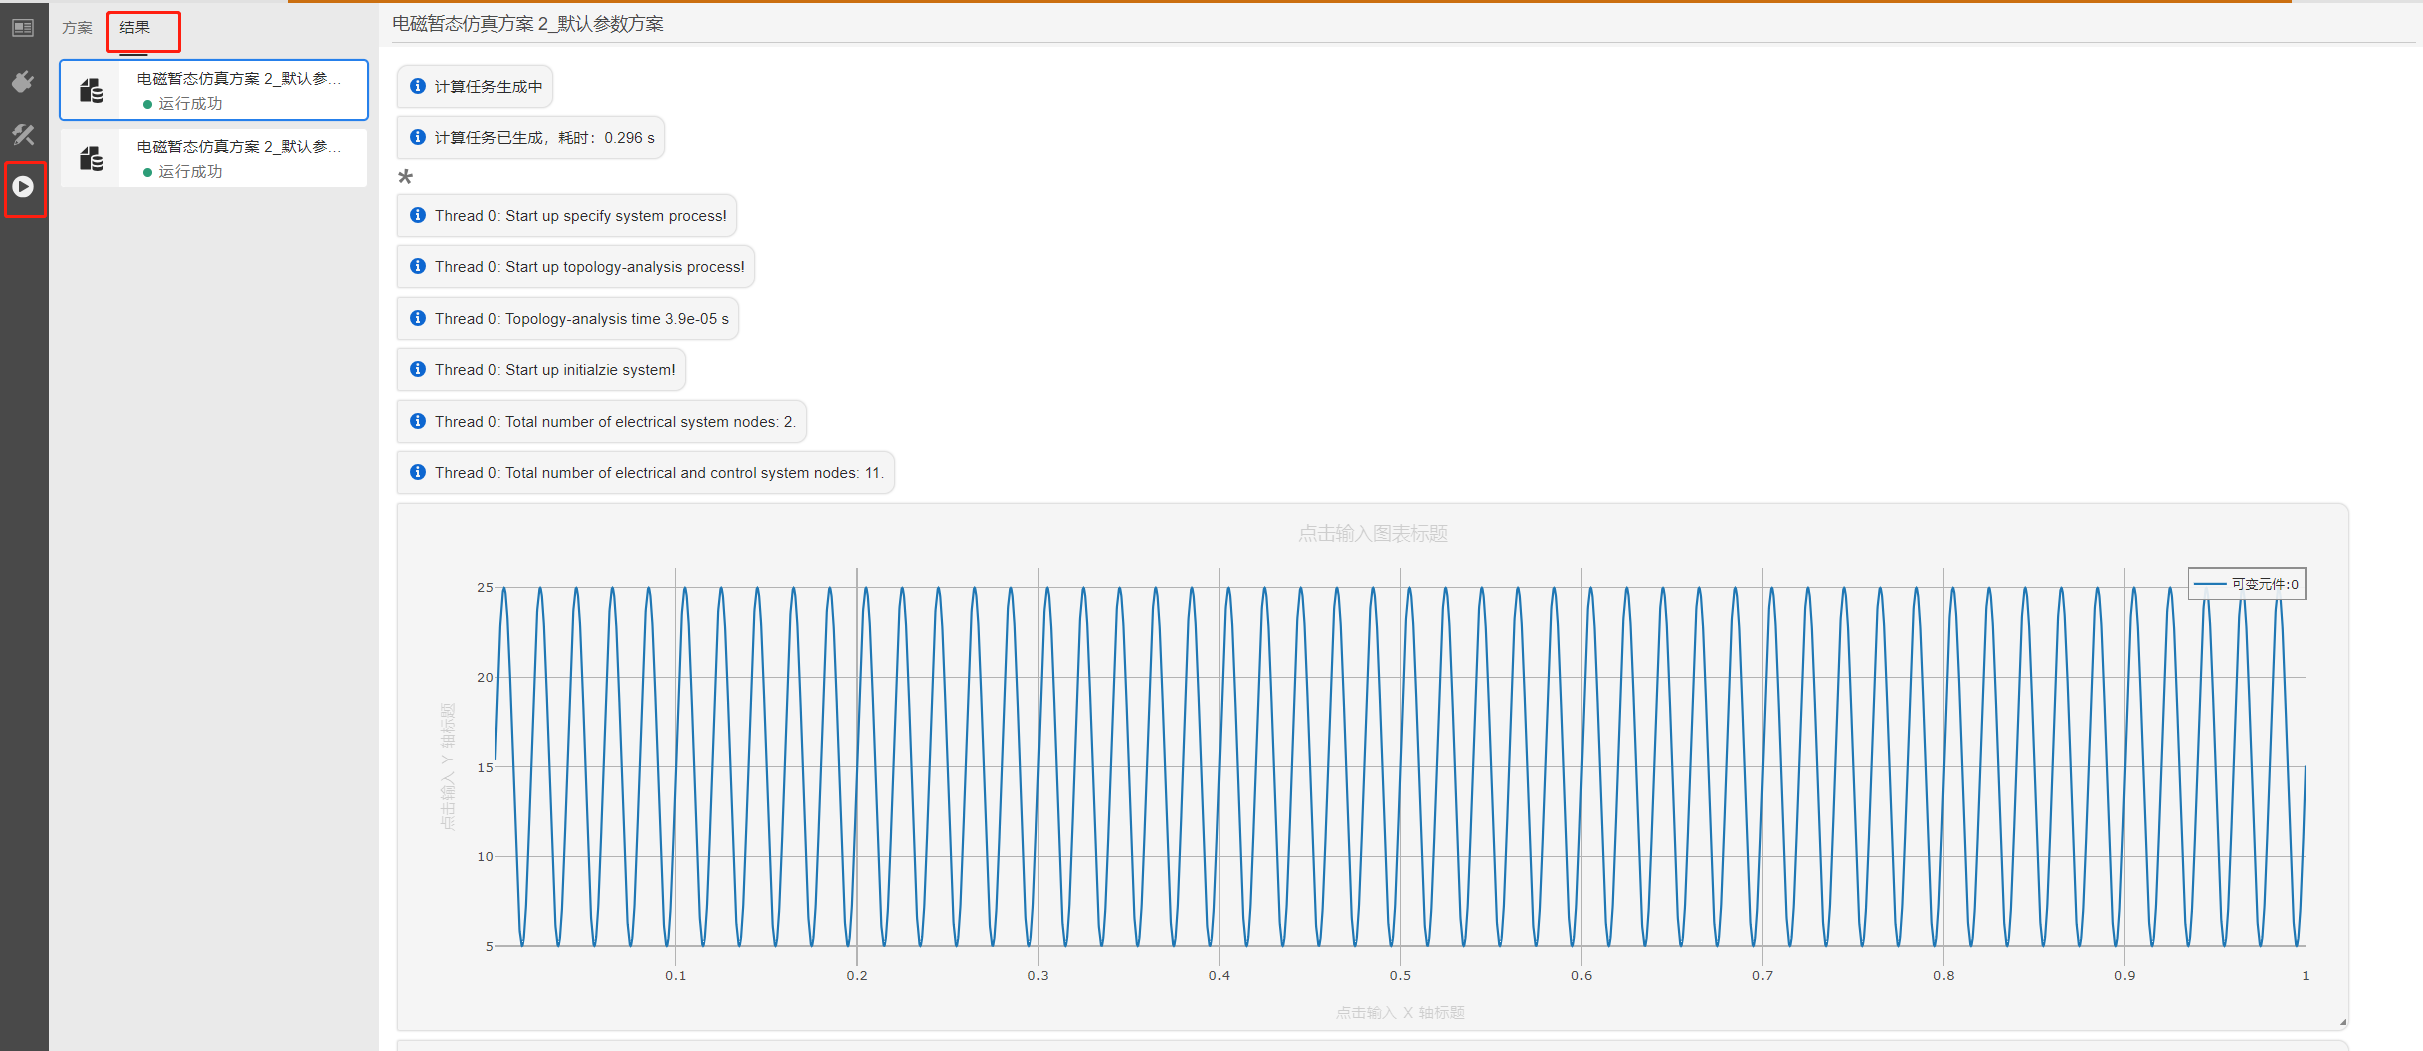 方案 结果
电磁暂态仿真方案 2_默认参...
运行成功
电磁暂态仿真方案 2_默认参...
运行成功
电磁暂态仿真方案 2_默认参数方案
计算任务生成中
计算任务已生成，耗时：0.296 s
*
Thread 0: Start up specify system process!
Thread 0: Start up topology-analysis process!
Thread 0: Topology-analysis time 3.9e-05 s
Thread 0: Start up initialzie system!
Thread 0: Total number of electrical system nodes: 2.
Thread 0: Total number of electrical and control system nodes: 11.
点击输入图表标题
可变元件:0
点击输入 Y 轴标题
25
20
15
10
5
0.1 0.2 0.3 0.4 0.5 0.6 0.7 0.8 0.9 1
点击输入 X 轴标题